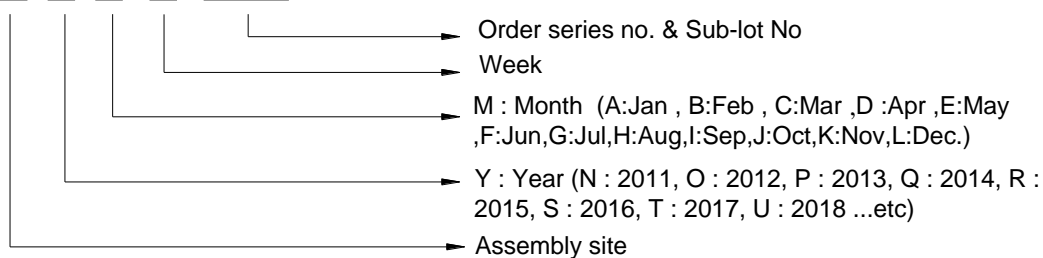 Order series no. & Sub-lot No
Week
M : Month (A:Jan , B:Feb , C:Mar ,D :Apr ,E:May
,F:Jun,G:Jul,H:Aug,I:Sep,J:Oct,K:Nov,L:Dec.)
Y : Year (N : 2011, O : 2012, P : 2013, Q : 2014, R :
2015, S : 2016, T : 2017, U : 2018 ...etc)
Assembly site